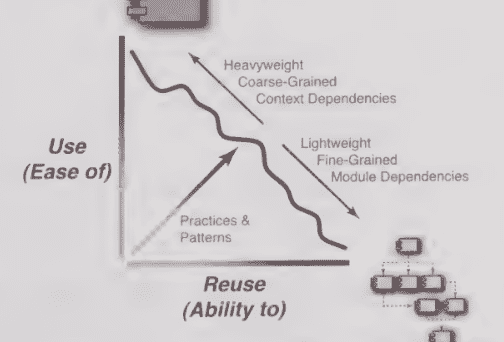 Heavyweight
Coarse-Grained
Context Dependencies
Lightweight
Fine-Grained
Module Dependencies
Use
(Ease of)
Practices &
Patterns
Reuse
(Ability to)